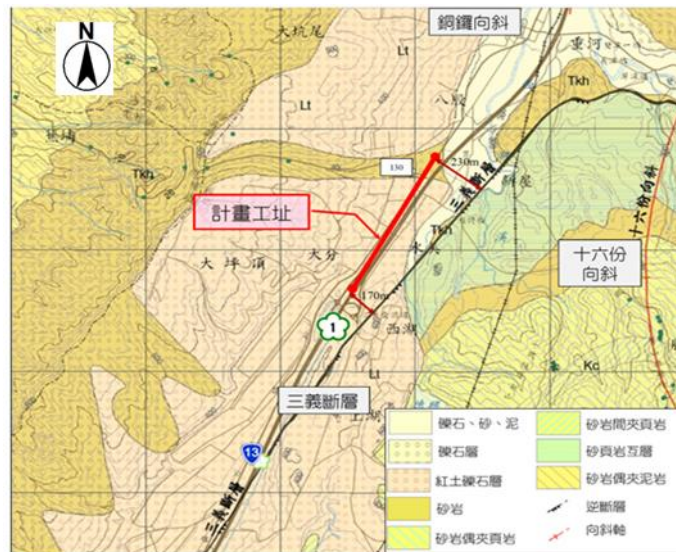 N
銅鑼向斜
大坑尾
重河
Lt
Tkh
Lt
八股
Tkh
130
230m
三義斷層
計畫工址
Tkh
十六份向斜
大坪頂
大分
十六份
向斜
170m
1
西湖
Kc
Lt
三義斷層
13
三義斷層
礫石、砂、泥
砂岩間夾頁岩
礫石層
砂頁岩互層
紅土礫石層
砂岩偶夾泥岩
砂岩
逆斷層
砂岩偶夾頁岩
向斜軸